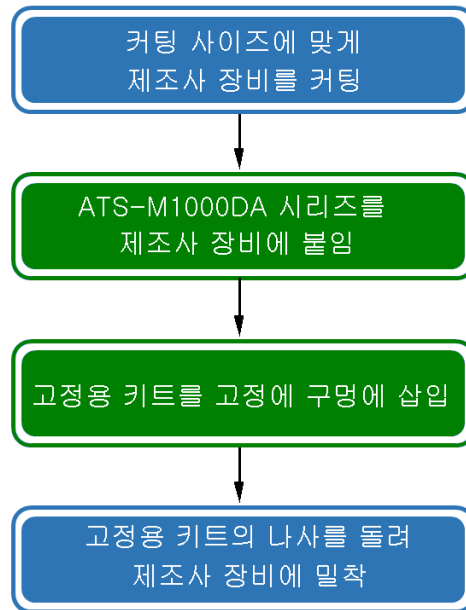 커팅 사이즈에 맞게
제조사 장비를 커팅
ATS-M1000DA 시리즈를
제조사 장비에 붙임
고정용 키트를 고정에 구멍에 삽입
고정용 키트의 나사를 돌려
제조사 장비에 밀착